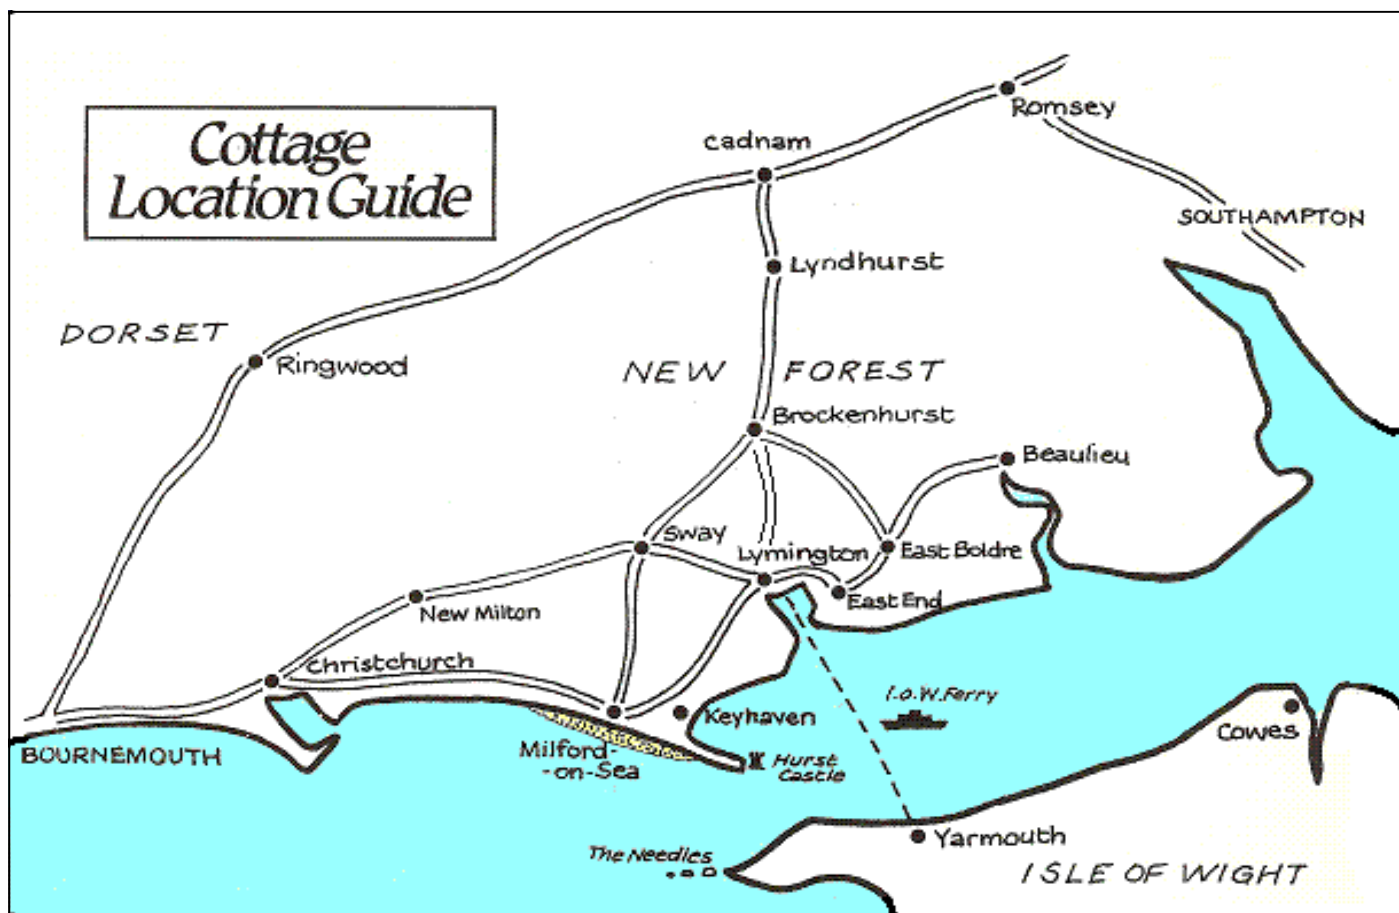 Cottage
Location Guide
Romsey
Cadnam
SOUTHAMPTON
Lyndhurst
DORSET
Ringwood
NEW FOREST
Brockenhurst
Beaulieu
Sway
Lymington
East Boldre
New Milton
East End
Christchurch
I.o.W. Ferry
Keyhaven
Cowes
BOURNEMOUTH
Milford-
-on-Sea
Hurst
Castle
Yarmouth
The Needles
ISLE OF WIGHT